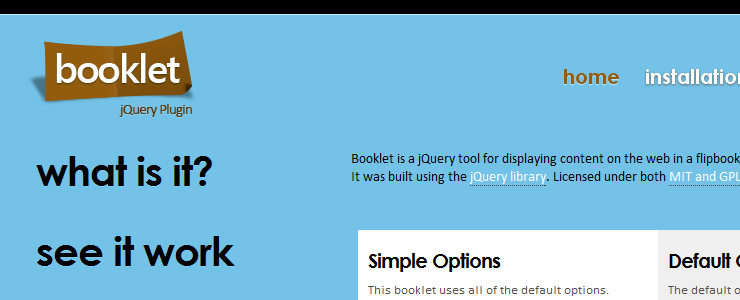 booklet
jQuery Plugin
home
what is it?
Booklet is a jQuery tool for displaying content on the web in a flipbook
It was built using the jQuery library. Licensed under both MIT and GPL
see it work
Simple Options
Default
This booklet uses all of the default options.
The default o